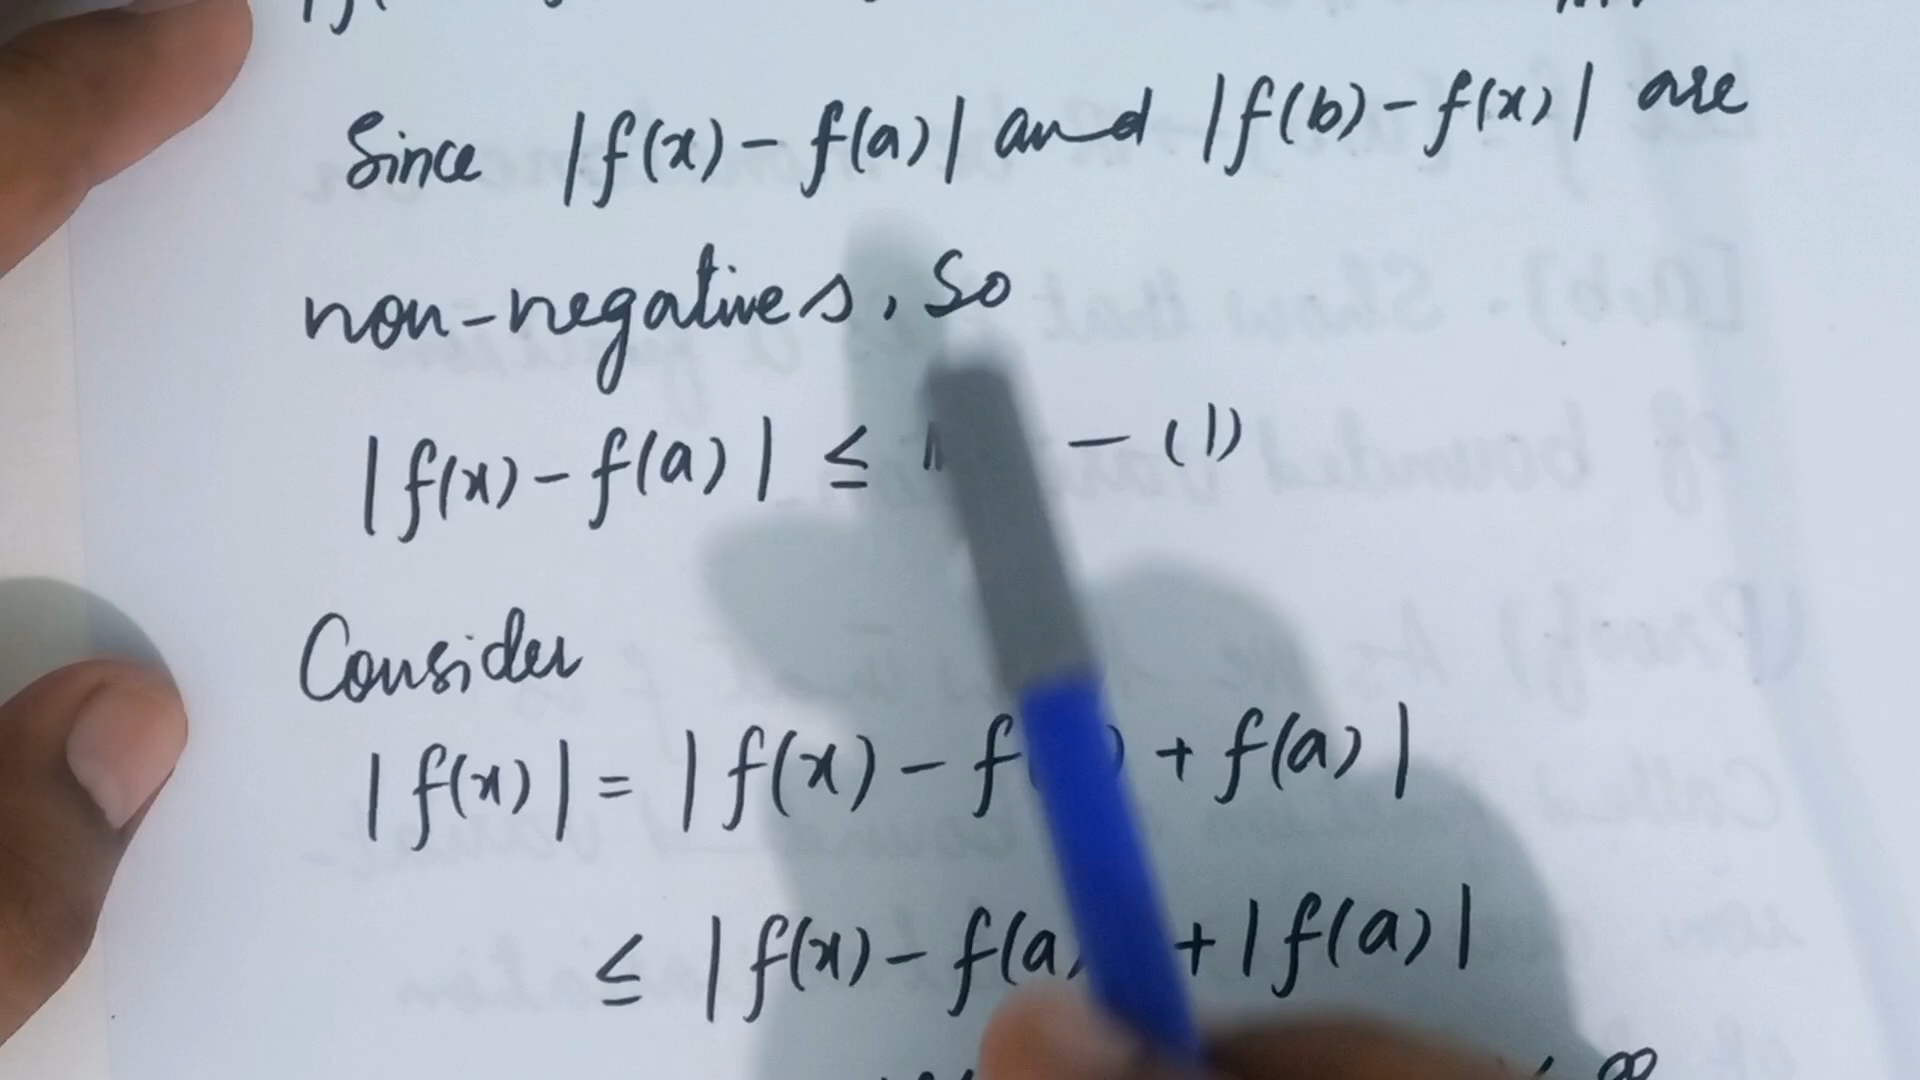 Since |f(x) - f(a)| and |f(b) - f(x)| are
non-negatives, So
|f(x) - f(a)| ≤ - (1)
Consider
|f(x)| = |f(x) - f( ) + f(a)|
≤ |f(x) - f(a) + |f(a)|
< ∞